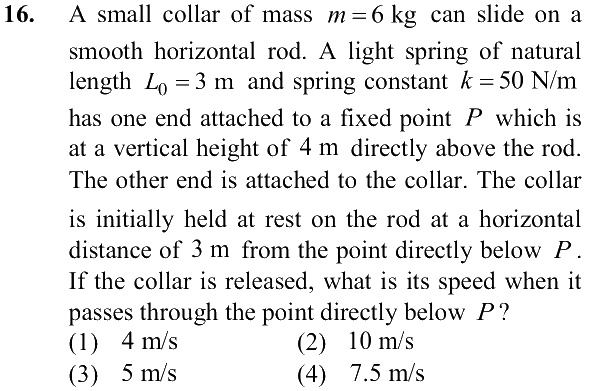 16. A small collar of mass m = 6 kg can slide on a
smooth horizontal rod. A light spring of natural
length L₀ = 3 m and spring constant k = 50 N/m
has one end attached to a fixed point P which is
at a vertical height of 4 m directly above the rod.
The other end is attached to the collar. The collar
is initially held at rest on the rod at a horizontal
distance of 3 m from the point directly below P.
If the collar is released, what is its speed when it
passes through the point directly below P?
(1) 4 m/s (2) 10 m/s
(3) 5 m/s (4) 7.5 m/s